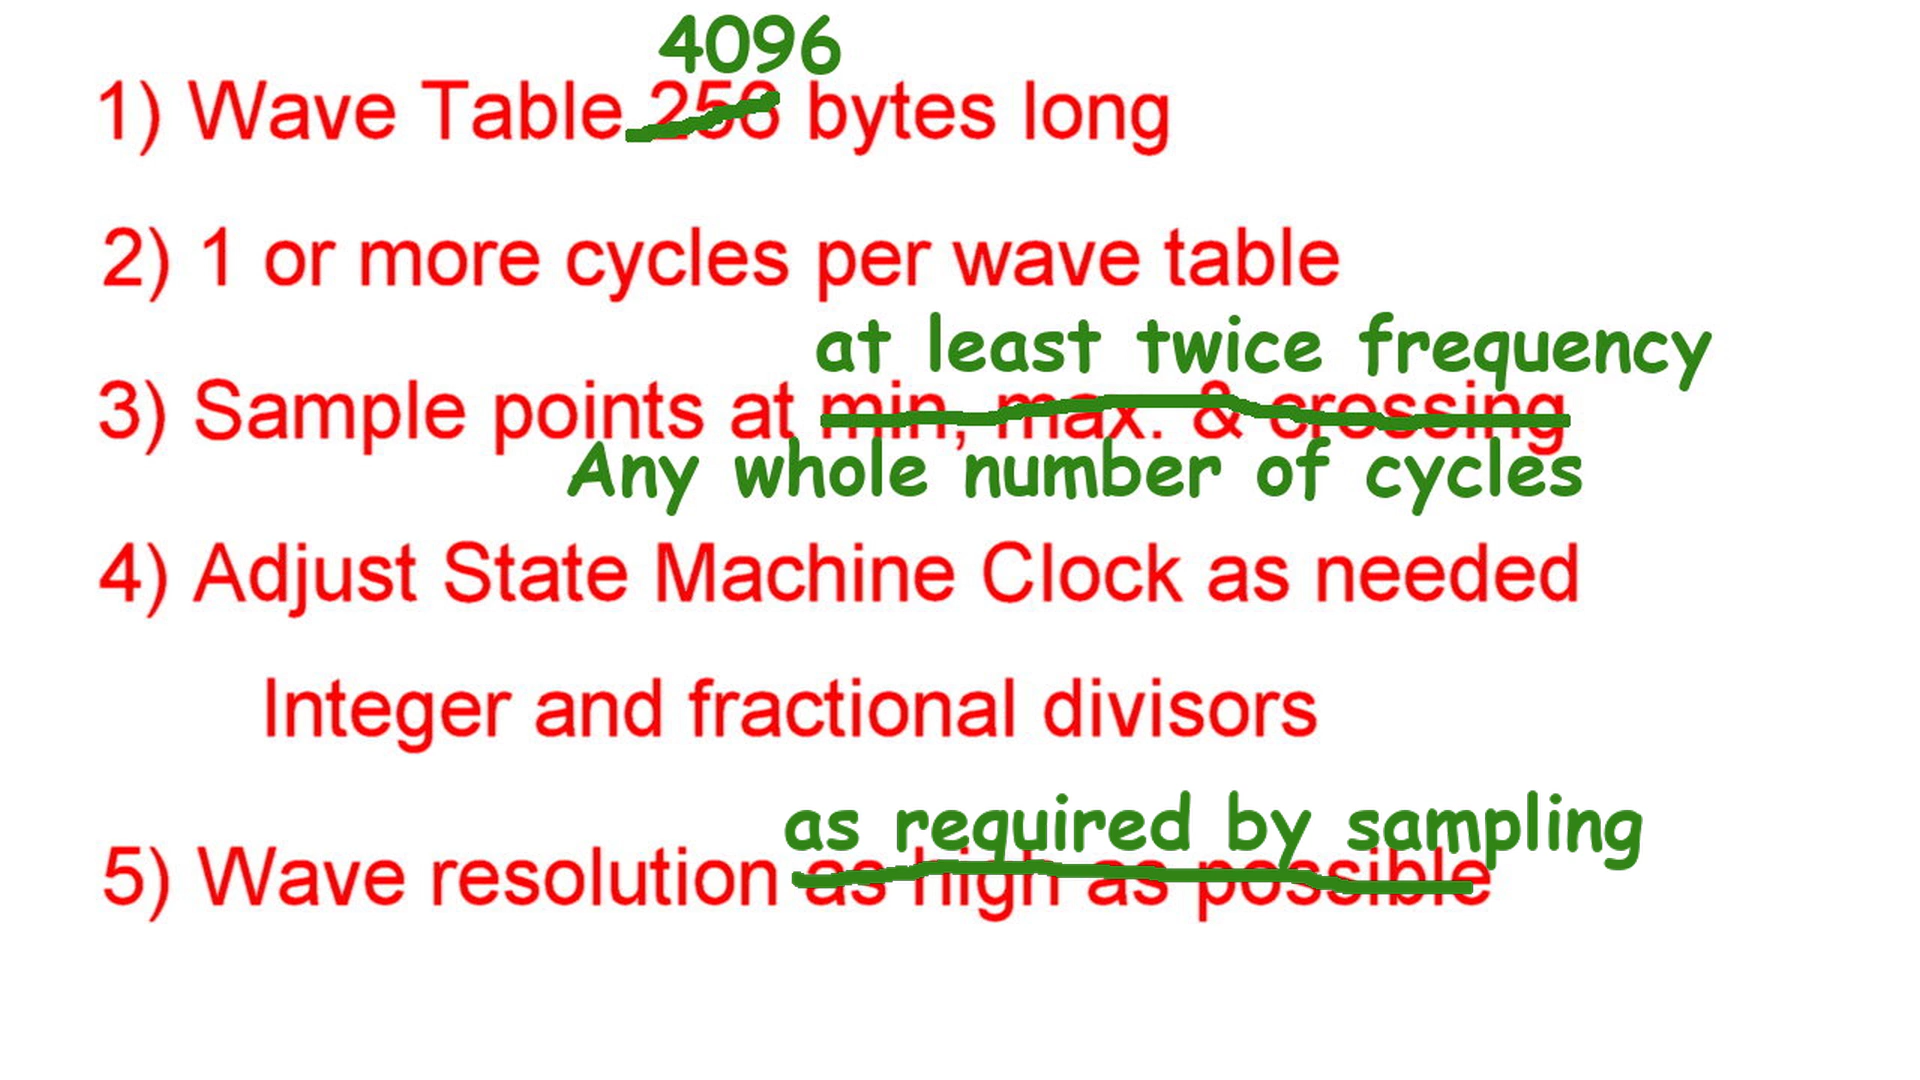 4096
1) Wave Table 256 bytes long
2) 1 or more cycles per wave table
at least twice frequency
3) Sample points at min, max. & crossing
Any whole number of cycles
4) Adjust State Machine Clock as needed
Integer and fractional divisors
as required by sampling
5) Wave resolution as high as possible